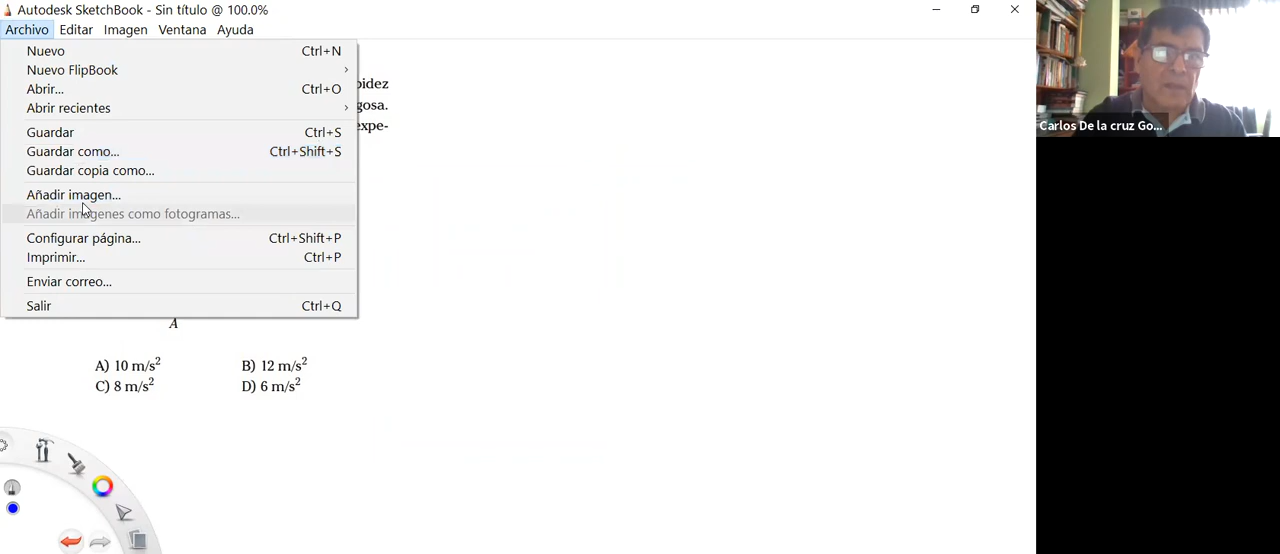 Autodesk SketchBook - Sin título @ 100.0%
Archivo Editar Imagen Ventana Ayuda
Nuevo Ctrl+N
Nuevo FlipBook
Abrir... Ctrl+O
Abrir recientes
Guardar Ctrl+S
Guardar como... Ctrl+Shift+S
Guardar copia como...
Añadir imagen...
Añadir imágenes como fotogramas...
Configurar página... Ctrl+Shift+P
Imprimir... Ctrl+P
Enviar correo...
Salir Ctrl+Q
pidez
gosa.
expe-
A
A) 10 m/s² B) 12 m/s²
C) 8 m/s² D) 6 m/s²
Carlos De la cruz Go...